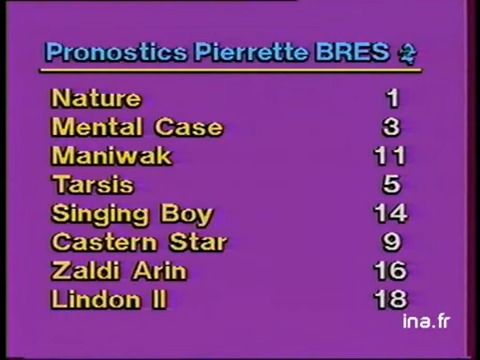 Pronostics Pierrette BRES
Nature 1
Mental Case 3
Maniwak 11
Tarsis 5
Singing Boy 14
Castern Star 9
Zaldi Arin 16
Lindon II 18
ina.fr